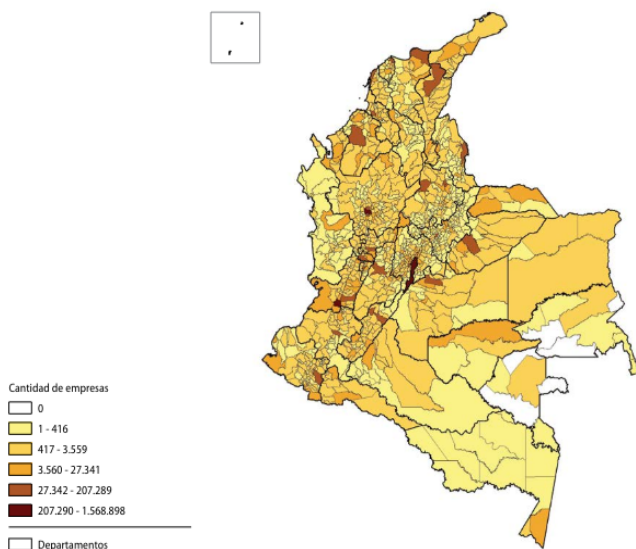 Cantidad de empresas
0
1 - 416
417 - 3.559
3.560 - 27.341
27.342 - 207.289
207.290 - 1.568.898
Departamentos